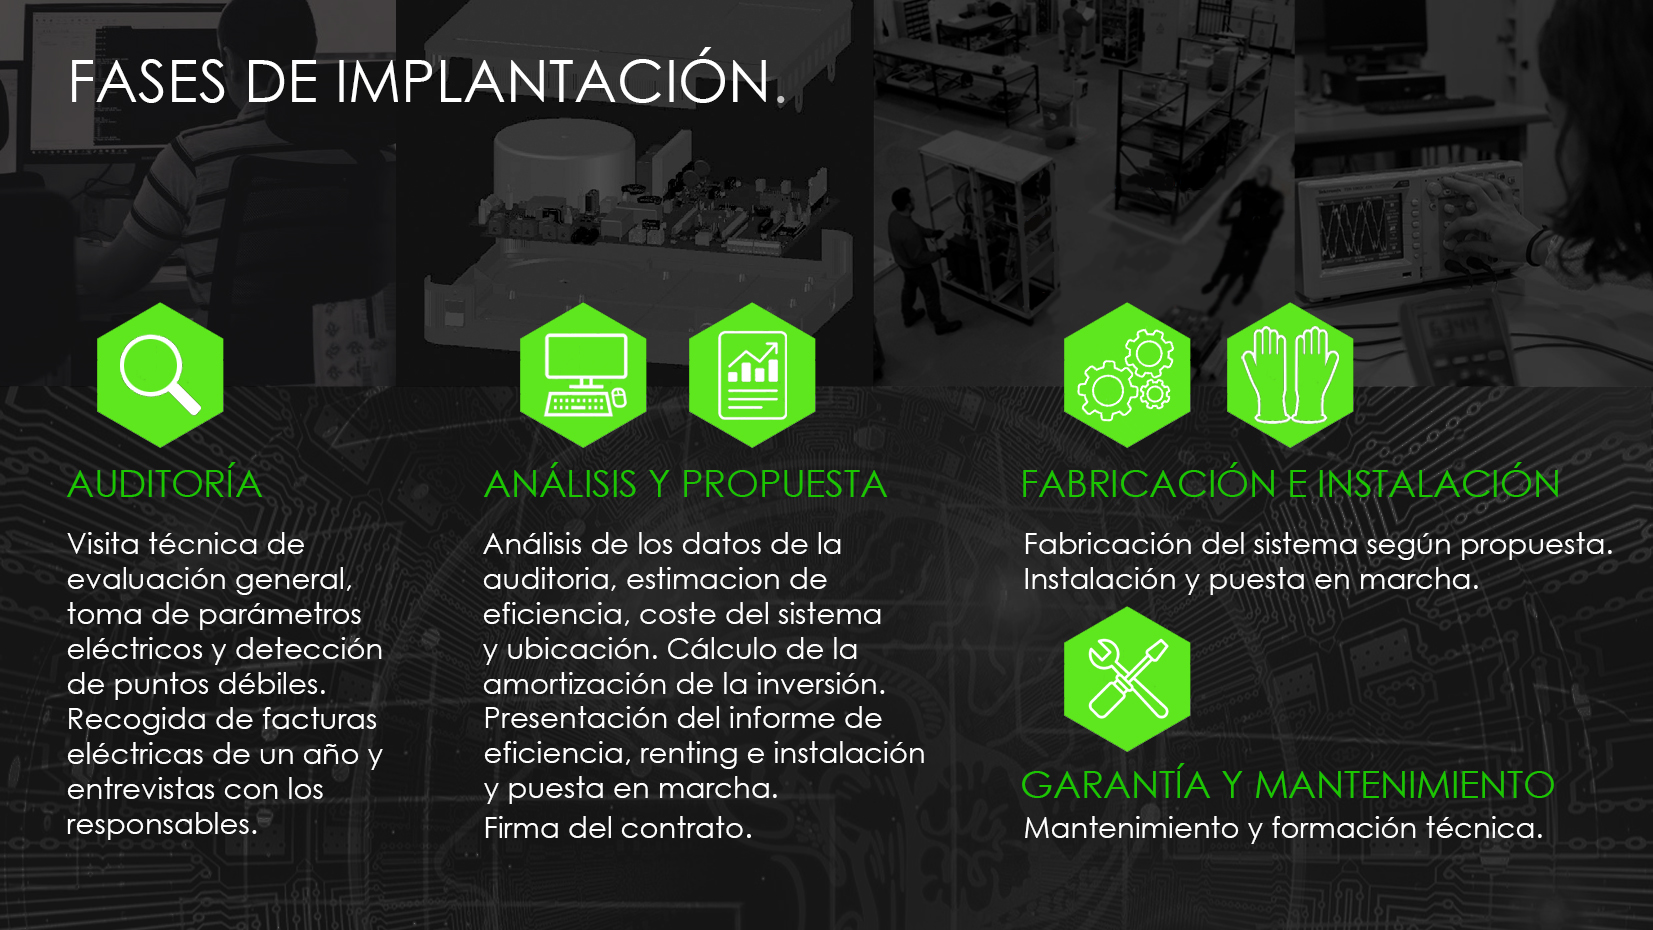 FASES DE IMPLANTACIÓN.
AUDITORÍA
Visita técnica de
evaluación general,
toma de parámetros
eléctricos y detección
de puntos débiles.
Recogida de facturas
eléctricas de un año y
entrevistas con los
responsables.
ANÁLISIS Y PROPUESTA
Análisis de los datos de la
auditoria, estimacion de
eficiencia, coste del sistema
y ubicación. Cálculo de la
amortización de la inversión.
Presentación del informe de
eficiencia, renting e instalación
y puesta en marcha.
Firma del contrato.
FABRICACIÓN E INSTALACIÓN
Fabricación del sistema según propuesta.
Instalación y puesta en marcha.
GARANTÍA Y MANTENIMIENTO
Mantenimiento y formación técnica.